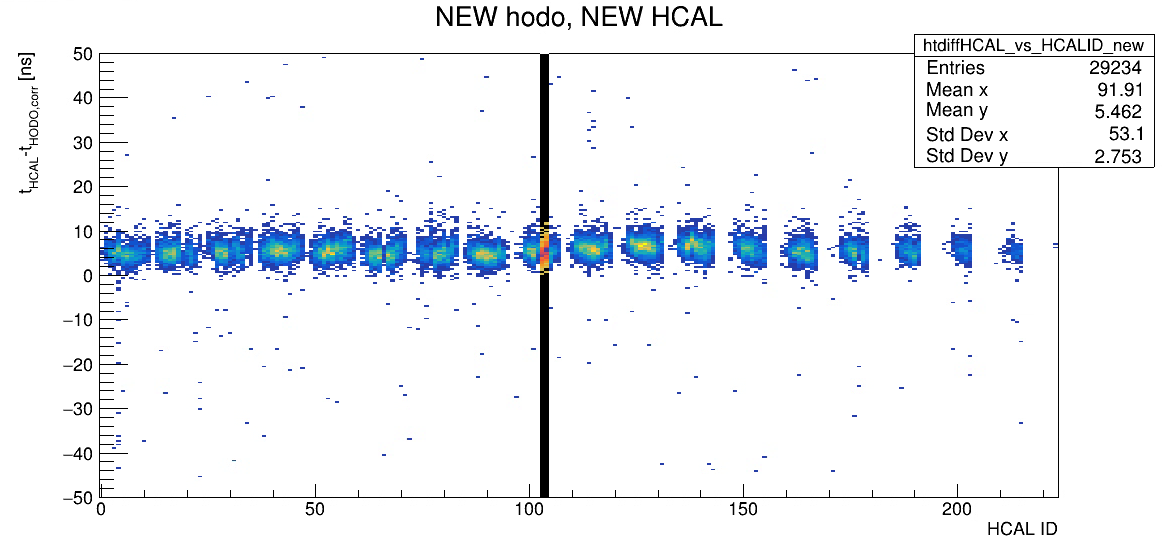 NEW hodo, NEW HCAL
htdiffHCAL_vs_HCALID_new
Entries 29234
Mean x 91.91
Mean y 5.462
Std Dev x 53.1
Std Dev y 2.753
tHCAL-tHODO,corr [ns]
50
40
30
20
10
0
−10
−20
−30
−40
−50
0 50 100 150 200
HCAL ID